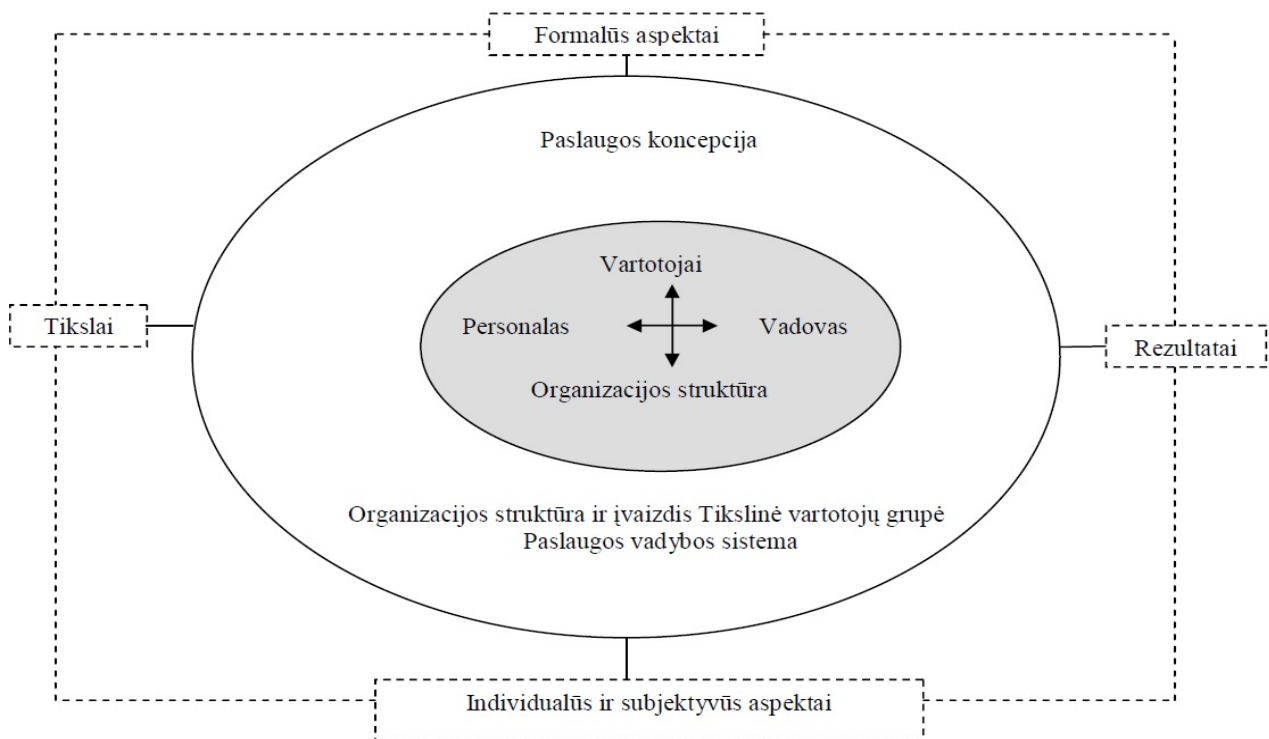 Formalūs aspektai
Paslaugos koncepcija
Vartotojai
Tikslai
Personalas
Vadovas
Rezultatai
Organizacijos struktūra
Organizacijos struktūra ir įvaizdis Tikslinė vartotojų grupė
Paslaugos vadybos sistema
Individualūs ir subjektyvūs aspektai